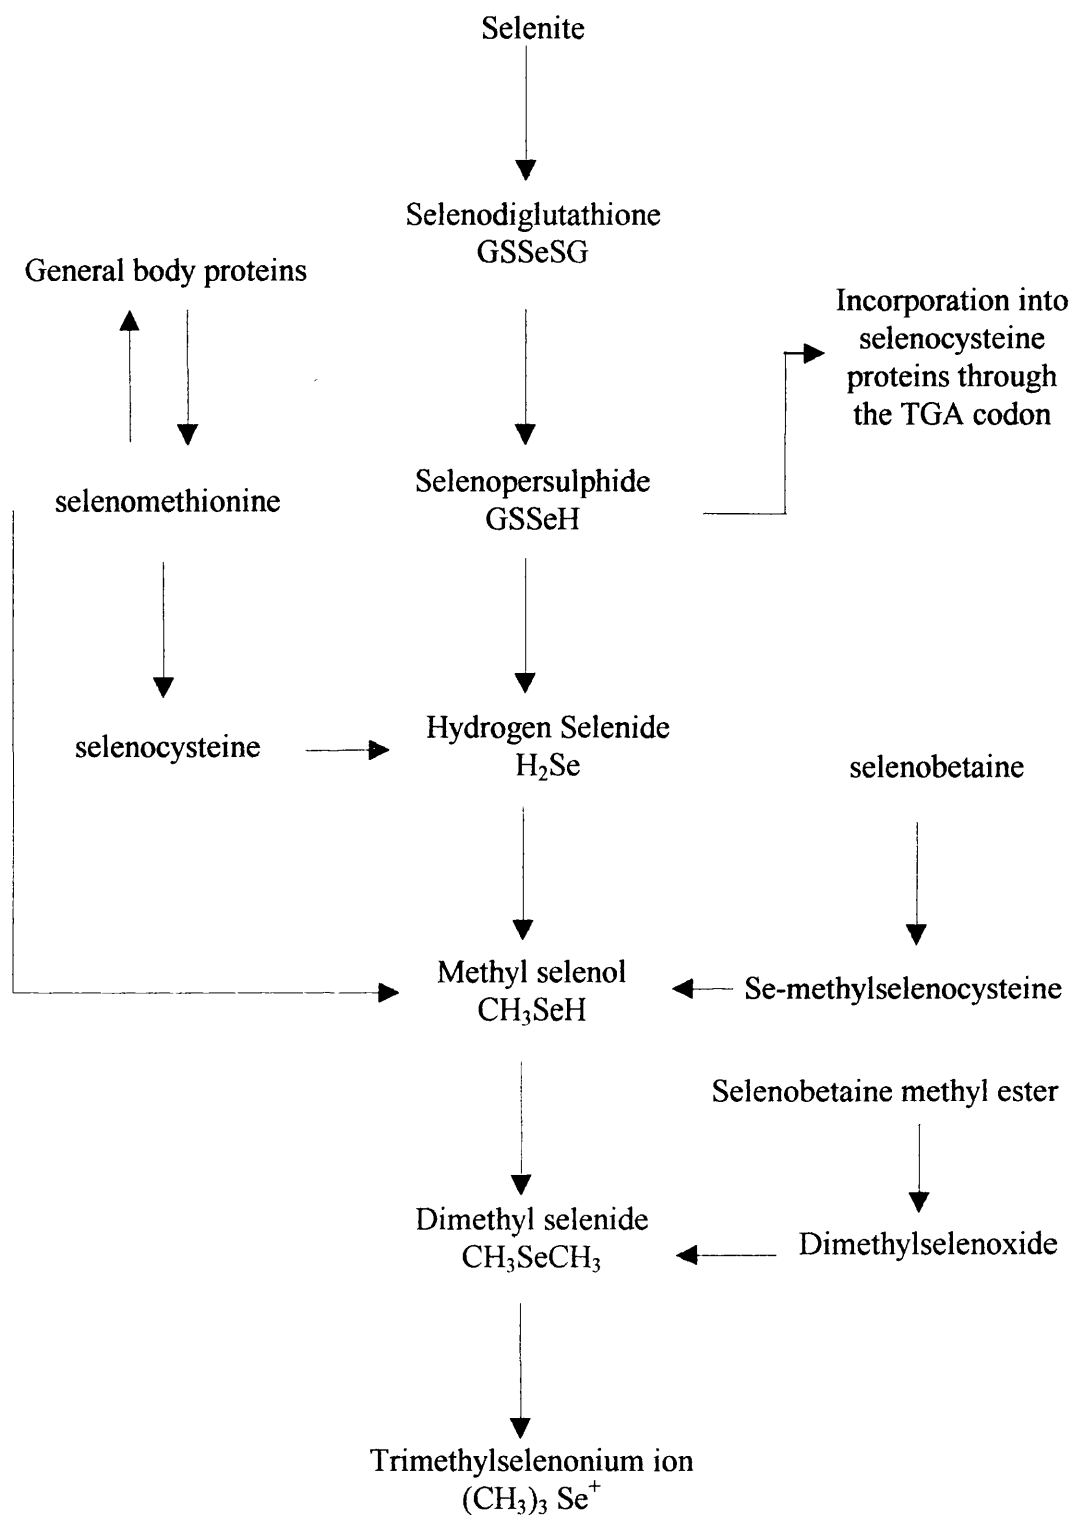 Selenite
Selenodiglutathione
GSSeSG
General body proteins
Incorporation into
selenocysteine
proteins through
the TGA codon
selenomethionine
Selenopersulphide
GSSeH
selenocysteine
Hydrogen Selenide
H₂Se
selenobetaine
Methyl selenol
CH₃SeH
Se-methylselenocysteine
Selenobetaine methyl ester
Dimethyl selenide
CH₃SeCH₃
Dimethylselenoxide
Trimethylselenonium ion
(CH₃)₃ Se⁺